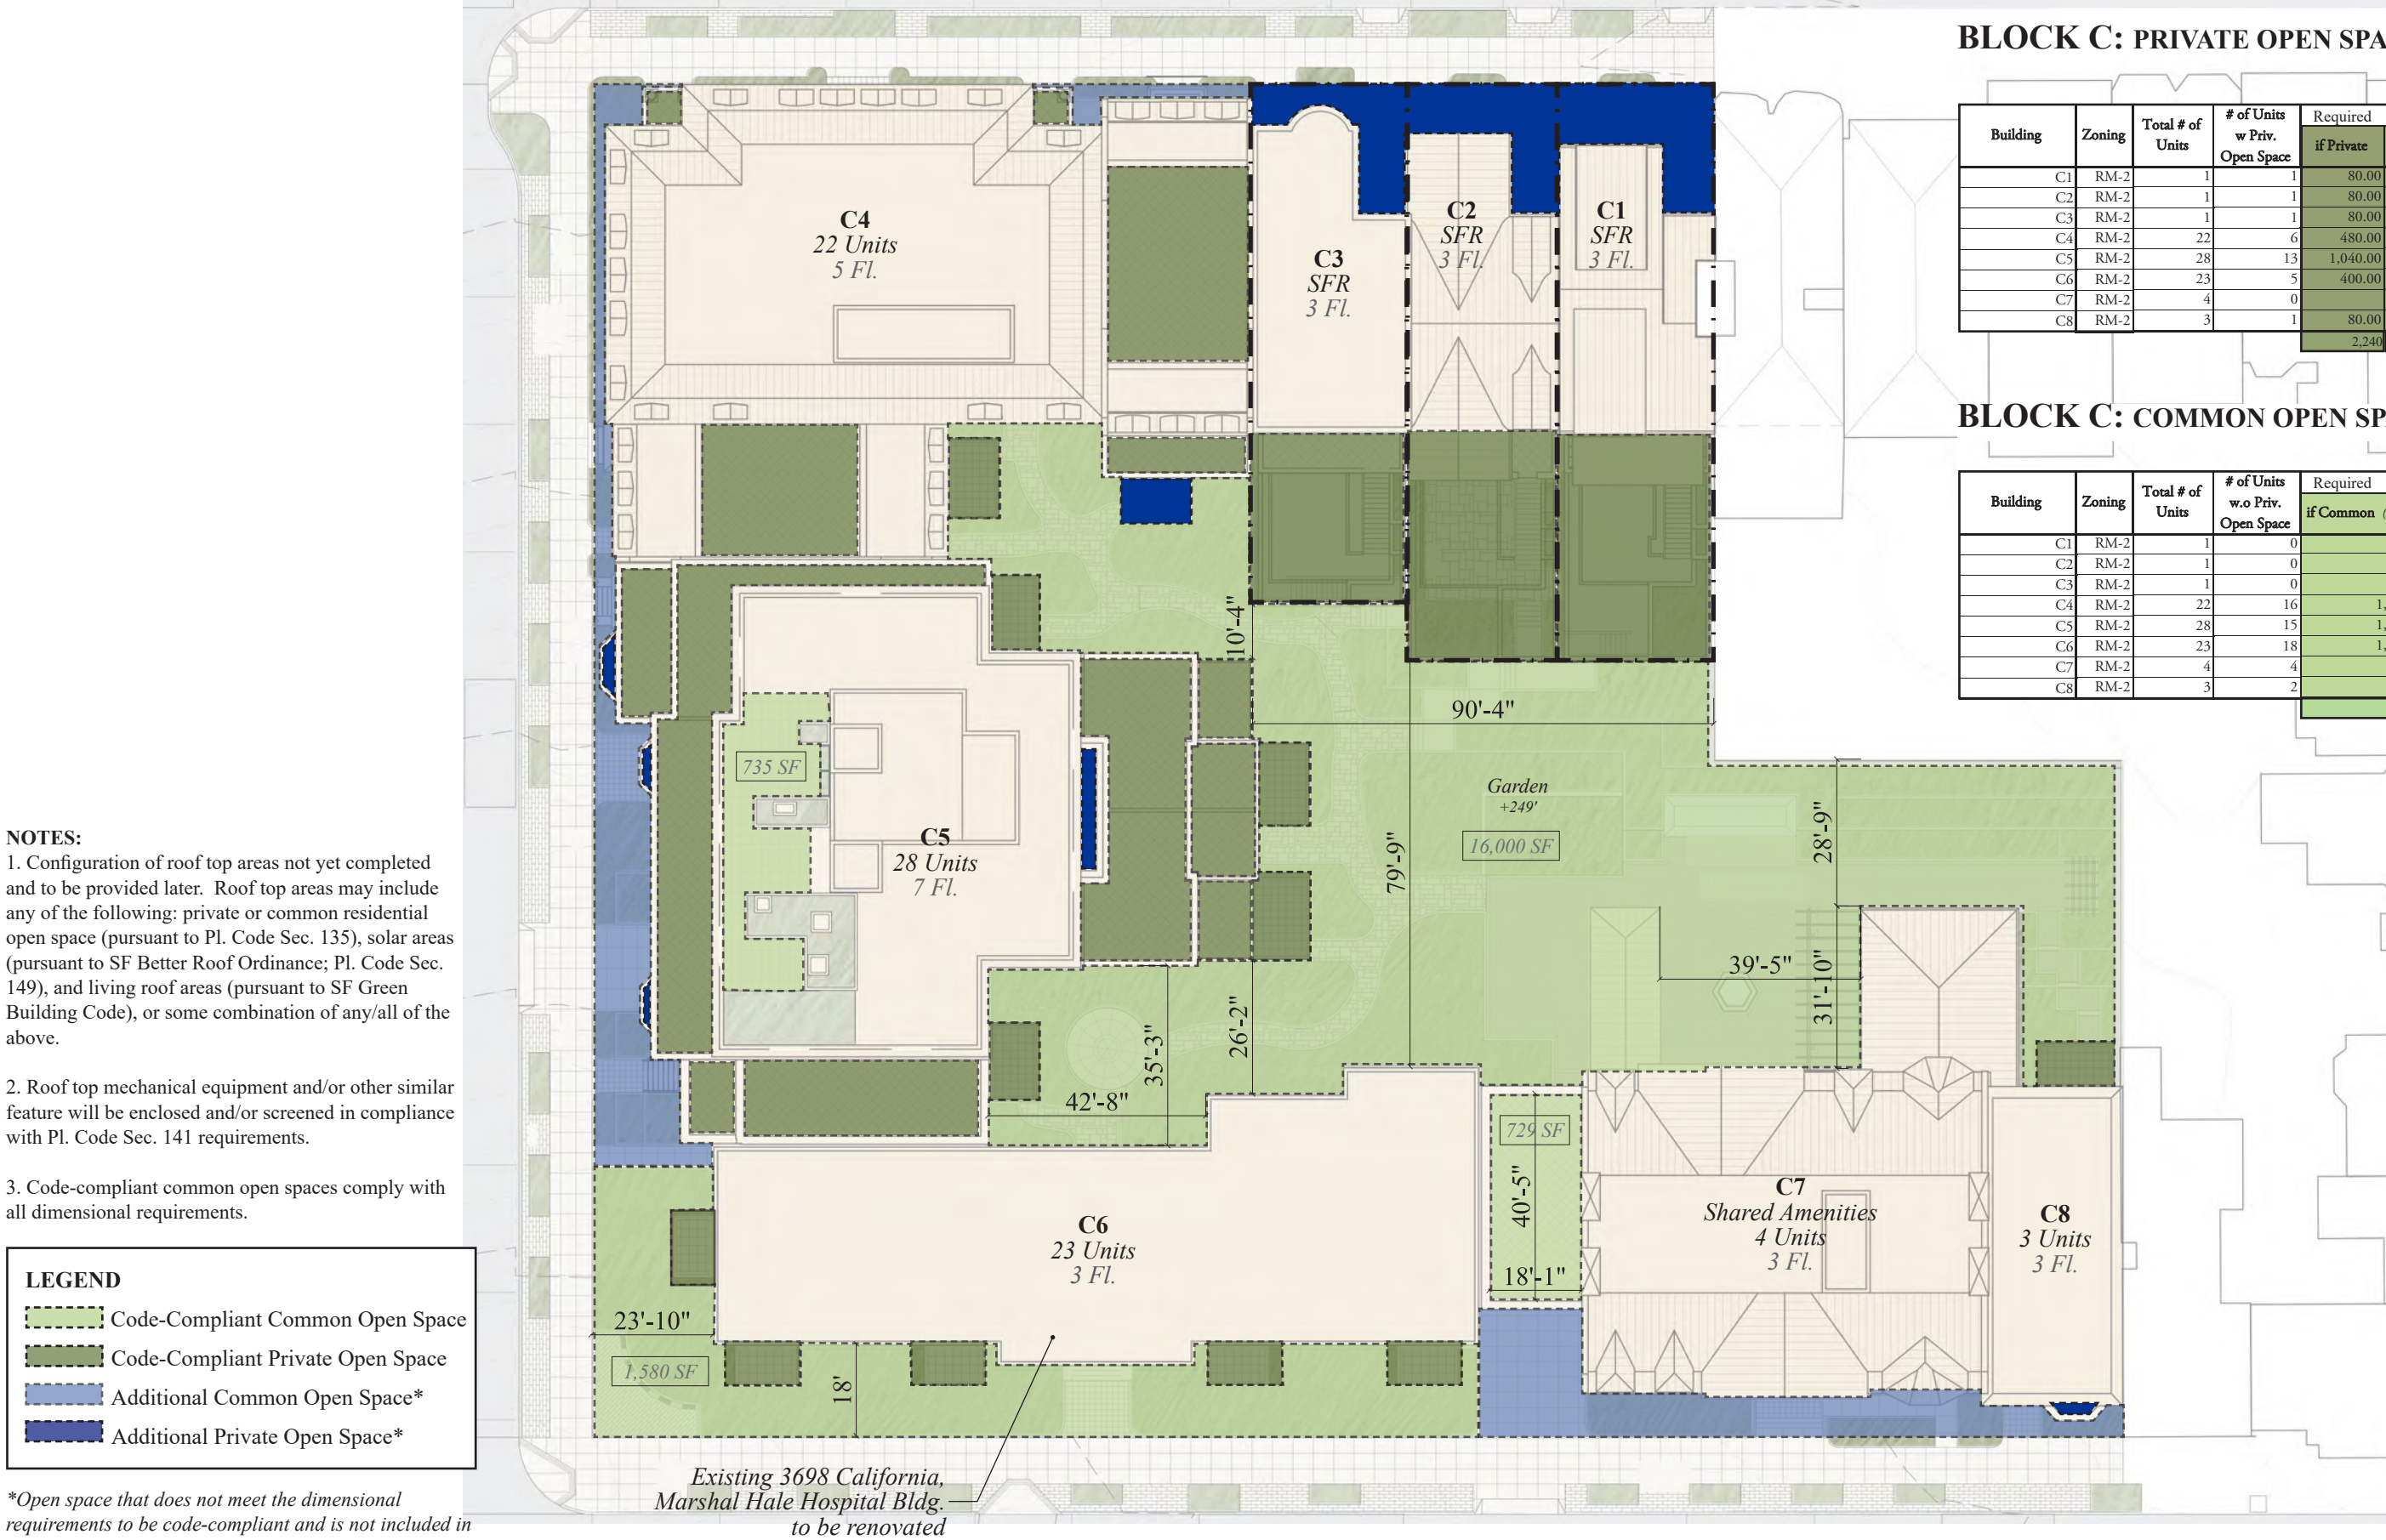 BLOCK C: PRIVATE OPEN SPA
Building Zoning Total # of Units # of Units w Priv. Open Space Required if Private
C1 RM-2 1 1 80.00
C2 RM-2 1 1 80.00
C3 RM-2 1 1 80.00
C4 RM-2 22 6 480.00
C5 RM-2 28 13 1,040.00
C6 RM-2 23 5 400.00
C7 RM-2 4 0
C8 RM-2 3 1 80.00
2,240
BLOCK C: COMMON OPEN SPA
Building Zoning Total # of Units # of Units w.o Priv. Open Space Required if Common (
C1 RM-2 1 0
C2 RM-2 1 0
C3 RM-2 1 0
C4 RM-2 22 16 1,
C5 RM-2 28 15 1,
C6 RM-2 23 18 1,
C7 RM-2 4 4
C8 RM-2 3 2
C4
22 Units
5 Fl.
C3
SFR
3 Fl.
C2
SFR
3 Fl.
C1
SFR
3 Fl.
10'-4"
90'-4"
735 SF
C5
28 Units
7 Fl.
Garden
+249'
16,000 SF
79'-9"
28'-9"
39'-5"
31'-10"
35'-3"
26'-2"
42'-8"
729 SF
40'-5"
18'-1"
C6
23 Units
3 Fl.
C7
Shared Amenities
4 Units
3 Fl.
C8
3 Units
3 Fl.
23'-10"
1,580 SF
18'
Existing 3698 California,
Marshal Hale Hospital Bldg.
to be renovated
NOTES:
1. Configuration of roof top areas not yet completed
and to be provided later. Roof top areas may include
any of the following: private or common residential
open space (pursuant to Pl. Code Sec. 135), solar areas
(pursuant to SF Better Roof Ordinance; Pl. Code Sec.
149), and living roof areas (pursuant to SF Green
Building Code), or some combination of any/all of the
above.
2. Roof top mechanical equipment and/or other similar
feature will be enclosed and/or screened in compliance
with Pl. Code Sec. 141 requirements.
3. Code-compliant common open spaces comply with
all dimensional requirements.
LEGEND
Code-Compliant Common Open Space
Code-Compliant Private Open Space
Additional Common Open Space*
Additional Private Open Space*
*Open space that does not meet the dimensional
requirements to be code-compliant and is not included in